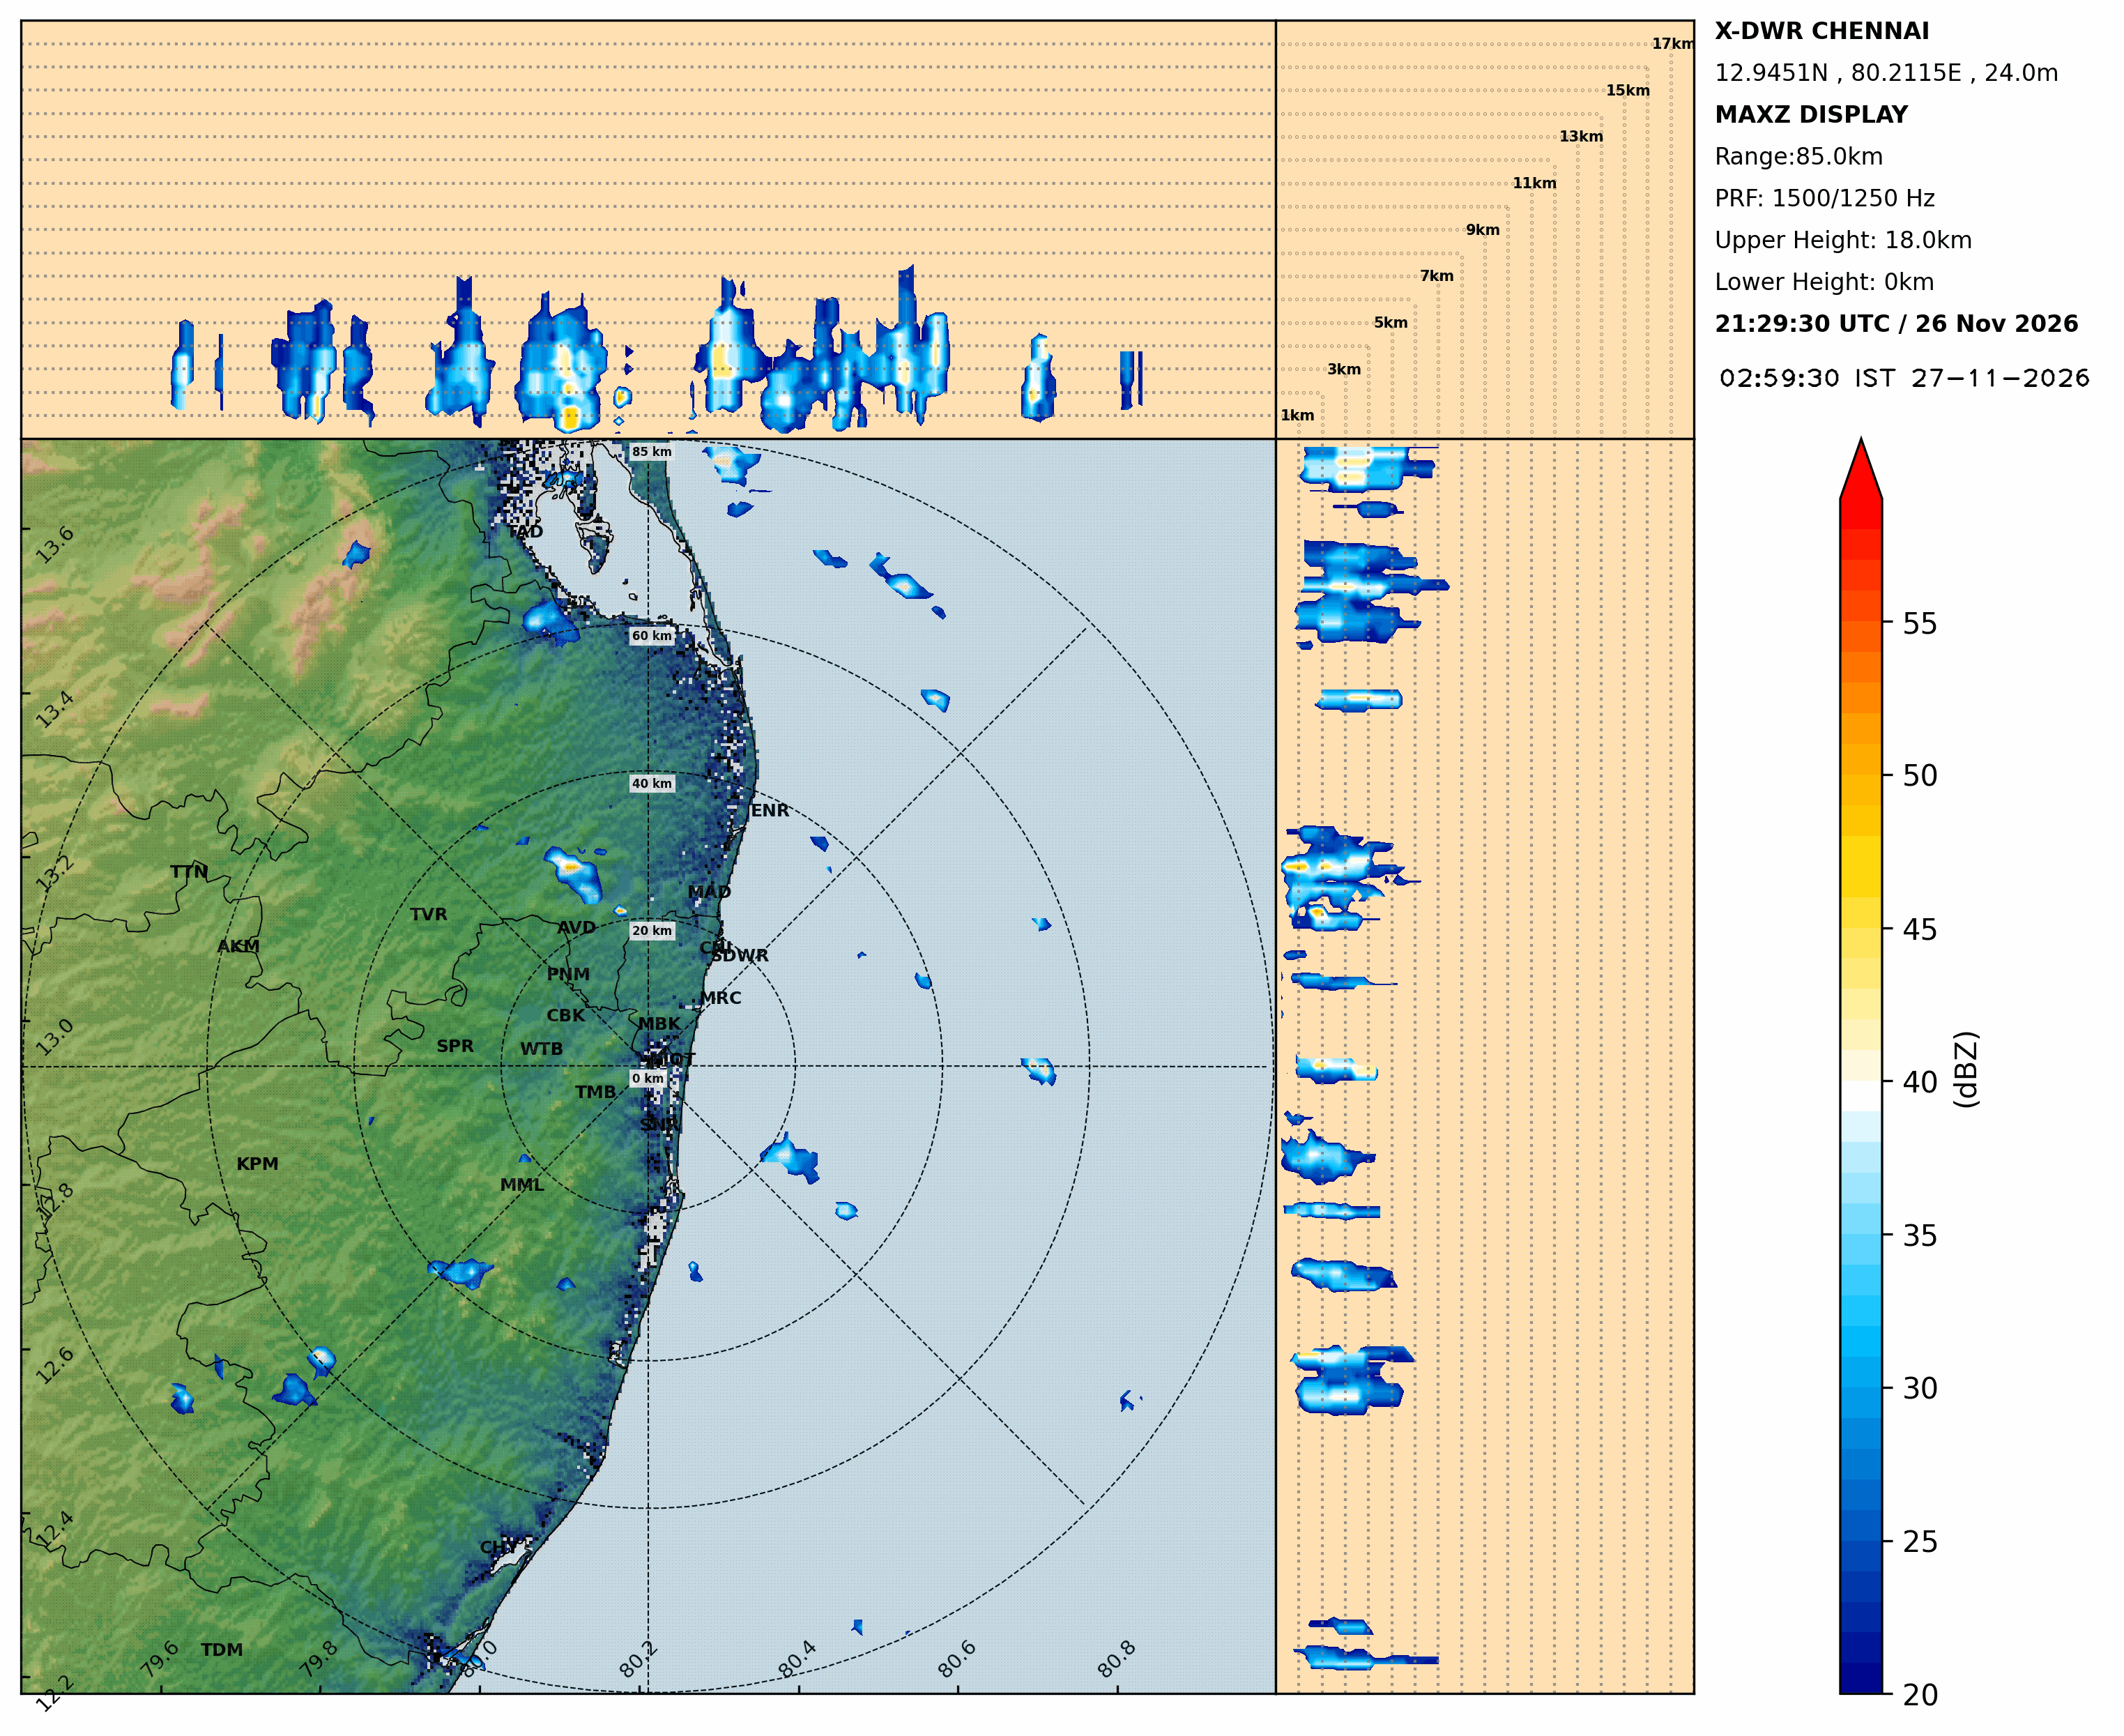 X-DWR CHENNAI
12.9451N , 80.2115E , 24.0m
MAXZ DISPLAY
Range:85.0km
PRF: 1500/1250 Hz
Upper Height: 18.0km
Lower Height: 0km
21:29:30 UTC / 26 Nov 2026
02:59:30 IST 27-11-2026
17km
15km
13km
11km
9km
7km
5km
3km
1km
85 km
60 km
40 km
20 km
0 km
TAD
ENR
TTN
MAD
TVR
AVD
AKM
SDWR
PNM
MRC
CBK
MBK
SPR
WTB
TMB
SNR
KPM
MML
CHY
TDM
13.6
13.4
13.2
13.0
12.8
12.6
12.4
12.2
79.6
79.8
80.0
80.2
80.4
80.6
80.8
55
50
45
40
35
30
25
20
(dBZ)